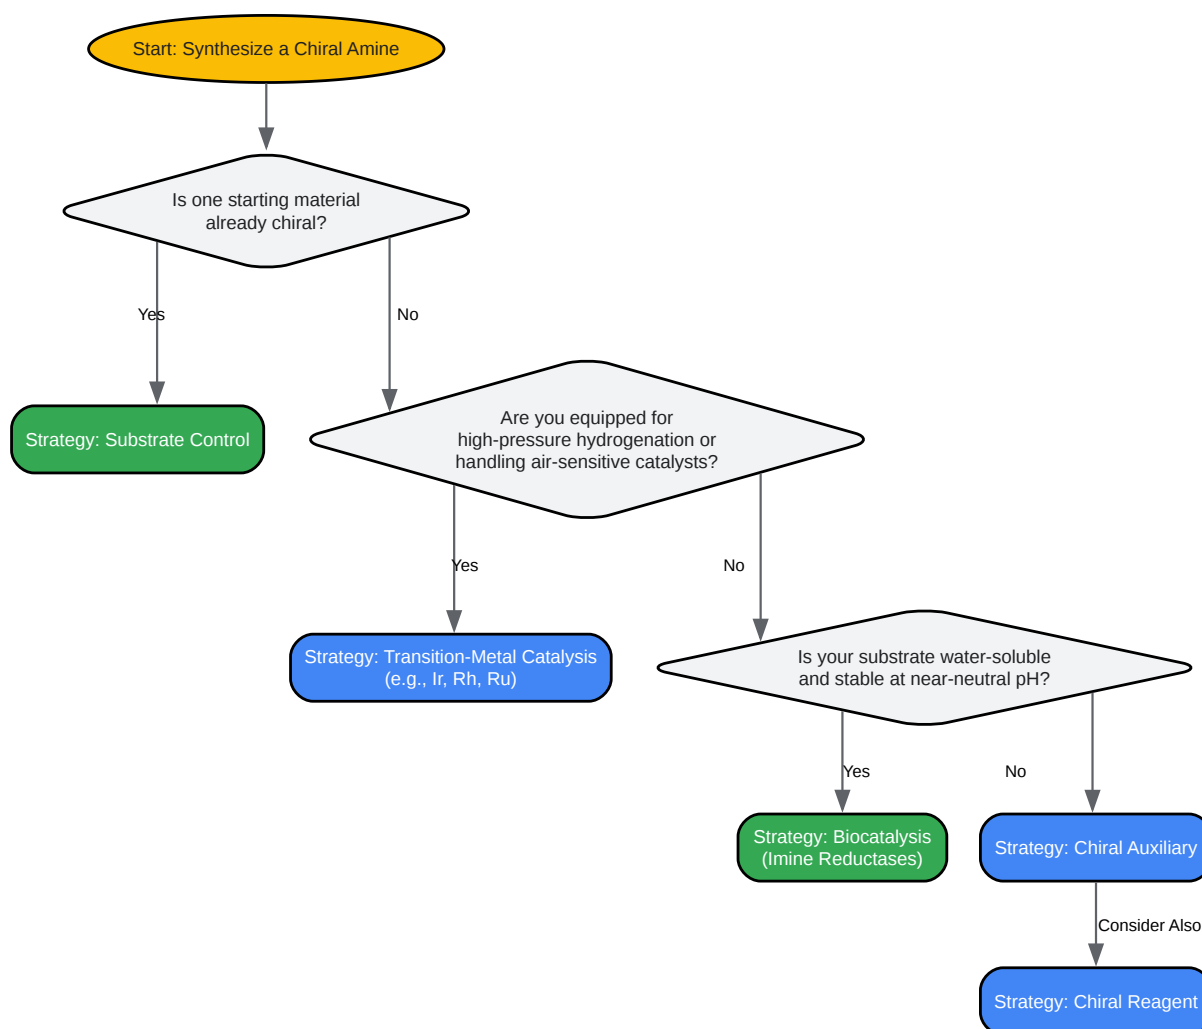 Start: Synthesize a Chiral Amine
Is one starting material
already chiral?
Yes
No
Strategy: Substrate Control
Are you equipped for
high-pressure hydrogenation or
handling air-sensitive catalysts?
Yes
No
Strategy: Transition-Metal Catalysis
(e.g., Ir, Rh, Ru)
Is your substrate water-soluble
and stable at near-neutral pH?
Yes
No
Strategy: Biocatalysis
(Imine Reductases)
Strategy: Chiral Auxiliary
Consider Also
Strategy: Chiral Reagent